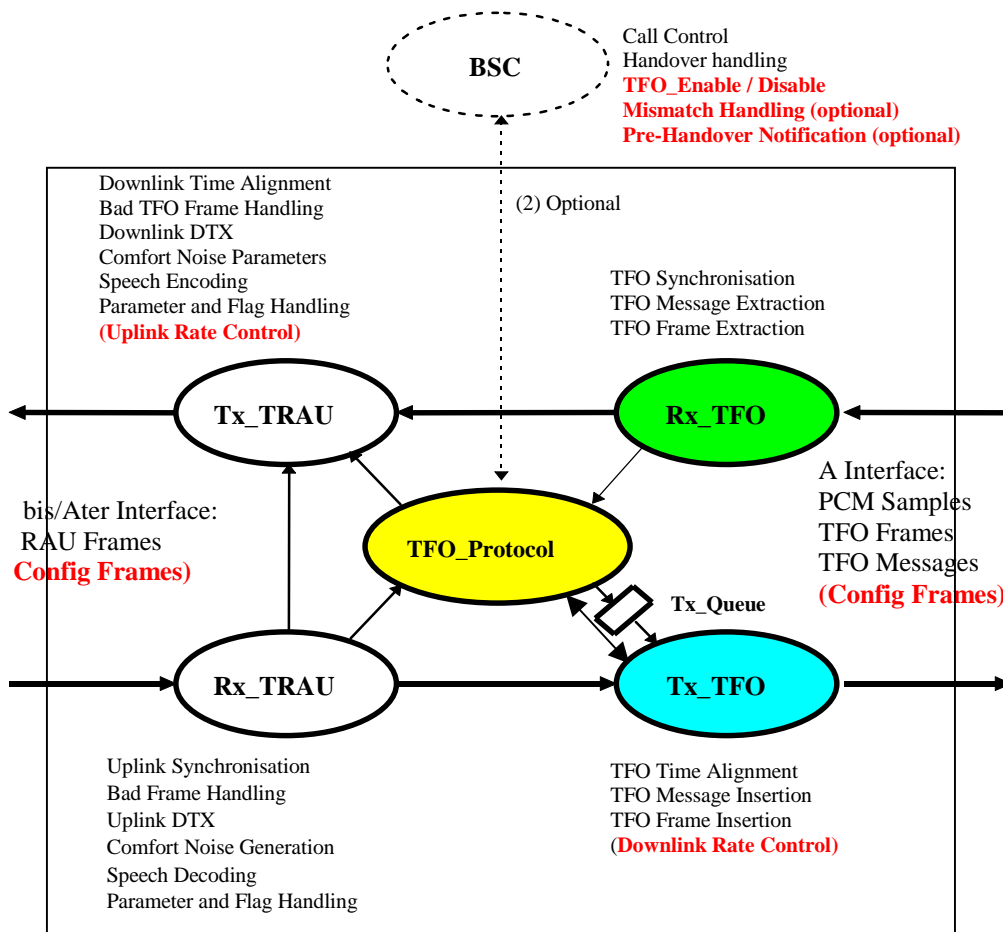 BSC
Call Control
Handover handling
TFO_Enable / Disable
Mismatch Handling (optional)
Pre-Handover Notification (optional)
Downlink Time Alignment
Bad TFO Frame Handling
Downlink DTX
Comfort Noise Parameters
Speech Encoding
Parameter and Flag Handling
(Uplink Rate Control)
(2) Optional
TFO Synchronisation
TFO Message Extraction
TFO Frame Extraction
Tx_TRAU
Rx_TFO
bis/Ater Interface:
RAU Frames
Config Frames)
TFO_Protocol
A Interface:
PCM Samples
TFO Frames
TFO Messages
(Config Frames)
Tx_Queue
Rx_TRAU
Tx_TFO
Uplink Synchronisation
Bad Frame Handling
Uplink DTX
Comfort Noise Generation
Speech Decoding
Parameter and Flag Handling
TFO Time Alignment
TFO Message Insertion
TFO Frame Insertion
(Downlink Rate Control)